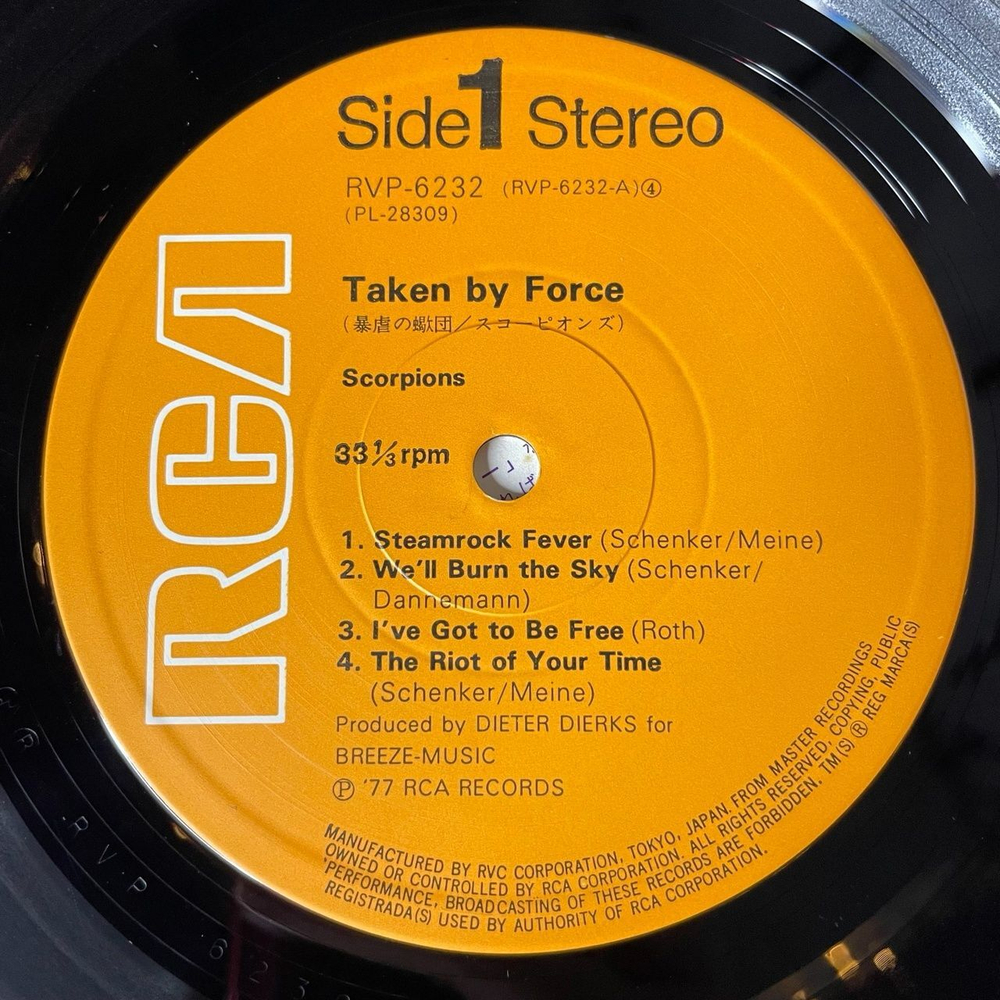 Side 1 Stereo
RVP-6232 (RVP-6232-A)④
(PL-28309)
RCA
Taken by Force
(暴虐の蠍団/スコーピオンズ)
Scorpions
33⅓rpm
1. Steamrock Fever (Schenker/Meine)
2. We'll Burn the Sky (Schenker/
Dannemann)
3. I've Got to Be Free (Roth)
4. The Riot of Your Time
(Schenker/Meine)
Produced by DIETER DIERKS for
BREEZE-MUSIC
Ⓟ '77 RCA RECORDS
MANUFACTURED BY RVC CORPORATION, TOKYO, JAPAN. FROM MASTER RECORDINGS
OWNED OR CONTROLLED BY RCA CORPORATION. ALL RIGHTS RESERVED, COPYING, PUBLIC
'PERFORMANCE, BROADCASTING OF THESE RECORDS ARE FORBIDDEN. TM(S) ® REG MARCA(S)
REGISTRADA(S) USED BY AUTHORITY OF RCA CORPORATION.
RVP 623